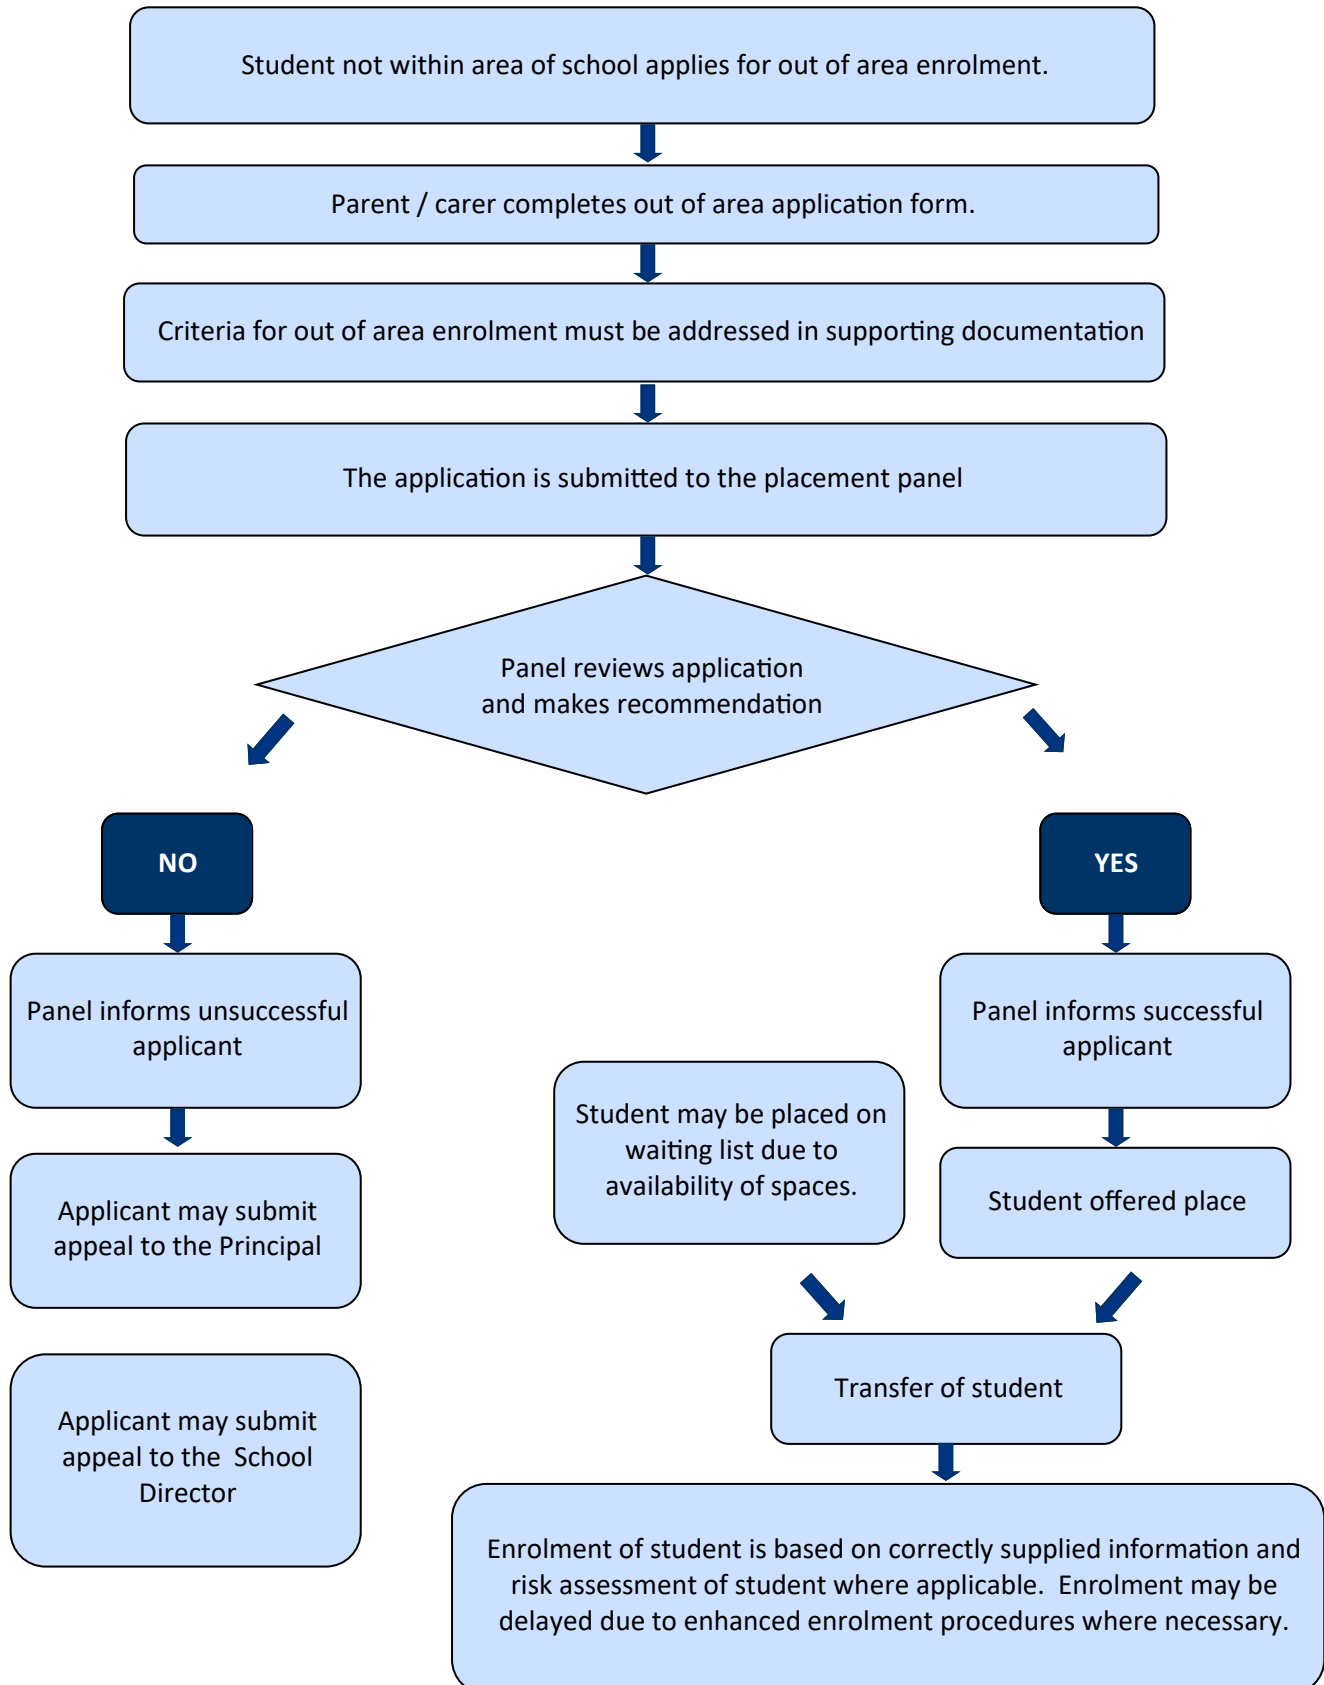 Student not within area of school applies for out of area enrolment.
Parent / carer completes out of area application form.
Criteria for out of area enrolment must be addressed in supporting documentation
The application is submitted to the placement panel
Panel reviews application
and makes recommendation
NO
YES
Panel informs unsuccessful
applicant
Panel informs successful
applicant
Student may be placed on
waiting list due to
availability of spaces.
Applicant may submit
appeal to the Principal
Student offered place
Applicant may submit
appeal to the  School
Director
Transfer of student
Enrolment of student is based on correctly supplied information and
risk assessment of student where applicable.  Enrolment may be
delayed due to enhanced enrolment procedures where necessary.